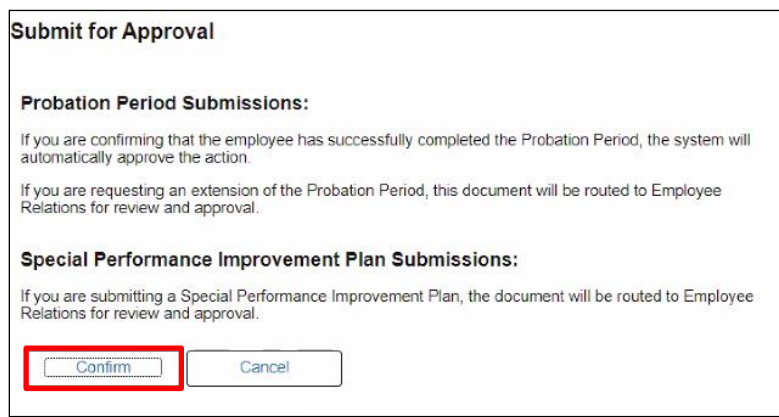 Submit for Approval
Probation Period Submissions:
If you are confirming that the employee has successfully completed the Probation Period, the system will
automatically approve the action.
If you are requesting an extension of the Probation Period, this document will be routed to Employee
Relations for review and approval.
Special Performance Improvement Plan Submissions:
If you are submitting a Special Performance Improvement Plan, the document will be routed to Employee
Relations for review and approval.
Confirm Cancel